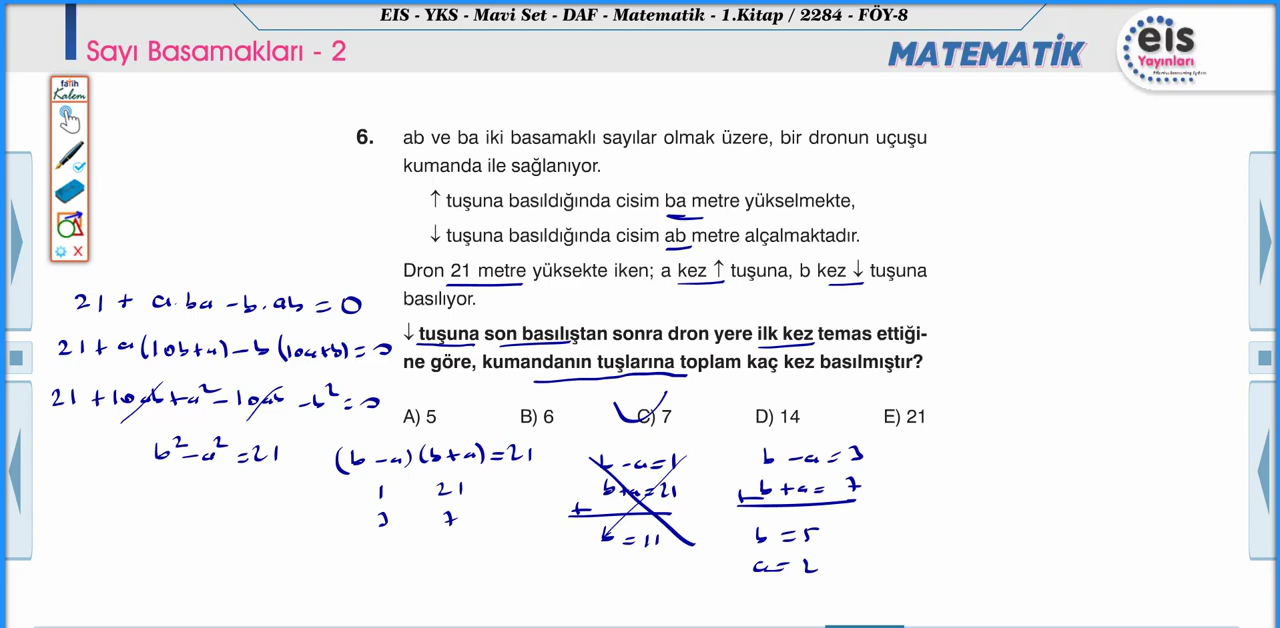 EIS - YKS - Mavi Set - DAF - Matematik - 1.Kitap / 2284 - FÖY-8
Sayı Basamakları - 2
MATEMATİK
eis
Yayınları
fatih
Kalem
6. ab ve ba iki basamaklı sayılar olmak üzere, bir dronun uçuşu
kumanda ile sağlanıyor.
↑ tuşuna basıldığında cisim ba metre yükselmekte,
↓ tuşuna basıldığında cisim ab metre alçalmaktadır.
Dron 21 metre yüksekte iken; a kez ↑ tuşuna, b kez ↓ tuşuna
basılıyor.
↓ tuşuna son basılıştan sonra dron yere ilk kez temas ettiği-
ne göre, kumandanın tuşlarına toplam kaç kez basılmıştır?
A) 5 B) 6 C) 7 D) 14 E) 21
21 + a.ba - b.ab = 0
21 + a(10b+a) - b(10a+b) = 0
21 + 10ab + a² - 10ab - b² = 0
b² - a² = 21
(b - a)(b + a) = 21
1 21
3 7
b - a = 1
b + a = 21
+
b = 11
b - a = 3
+ b + a = 7
b = 5
a = 2